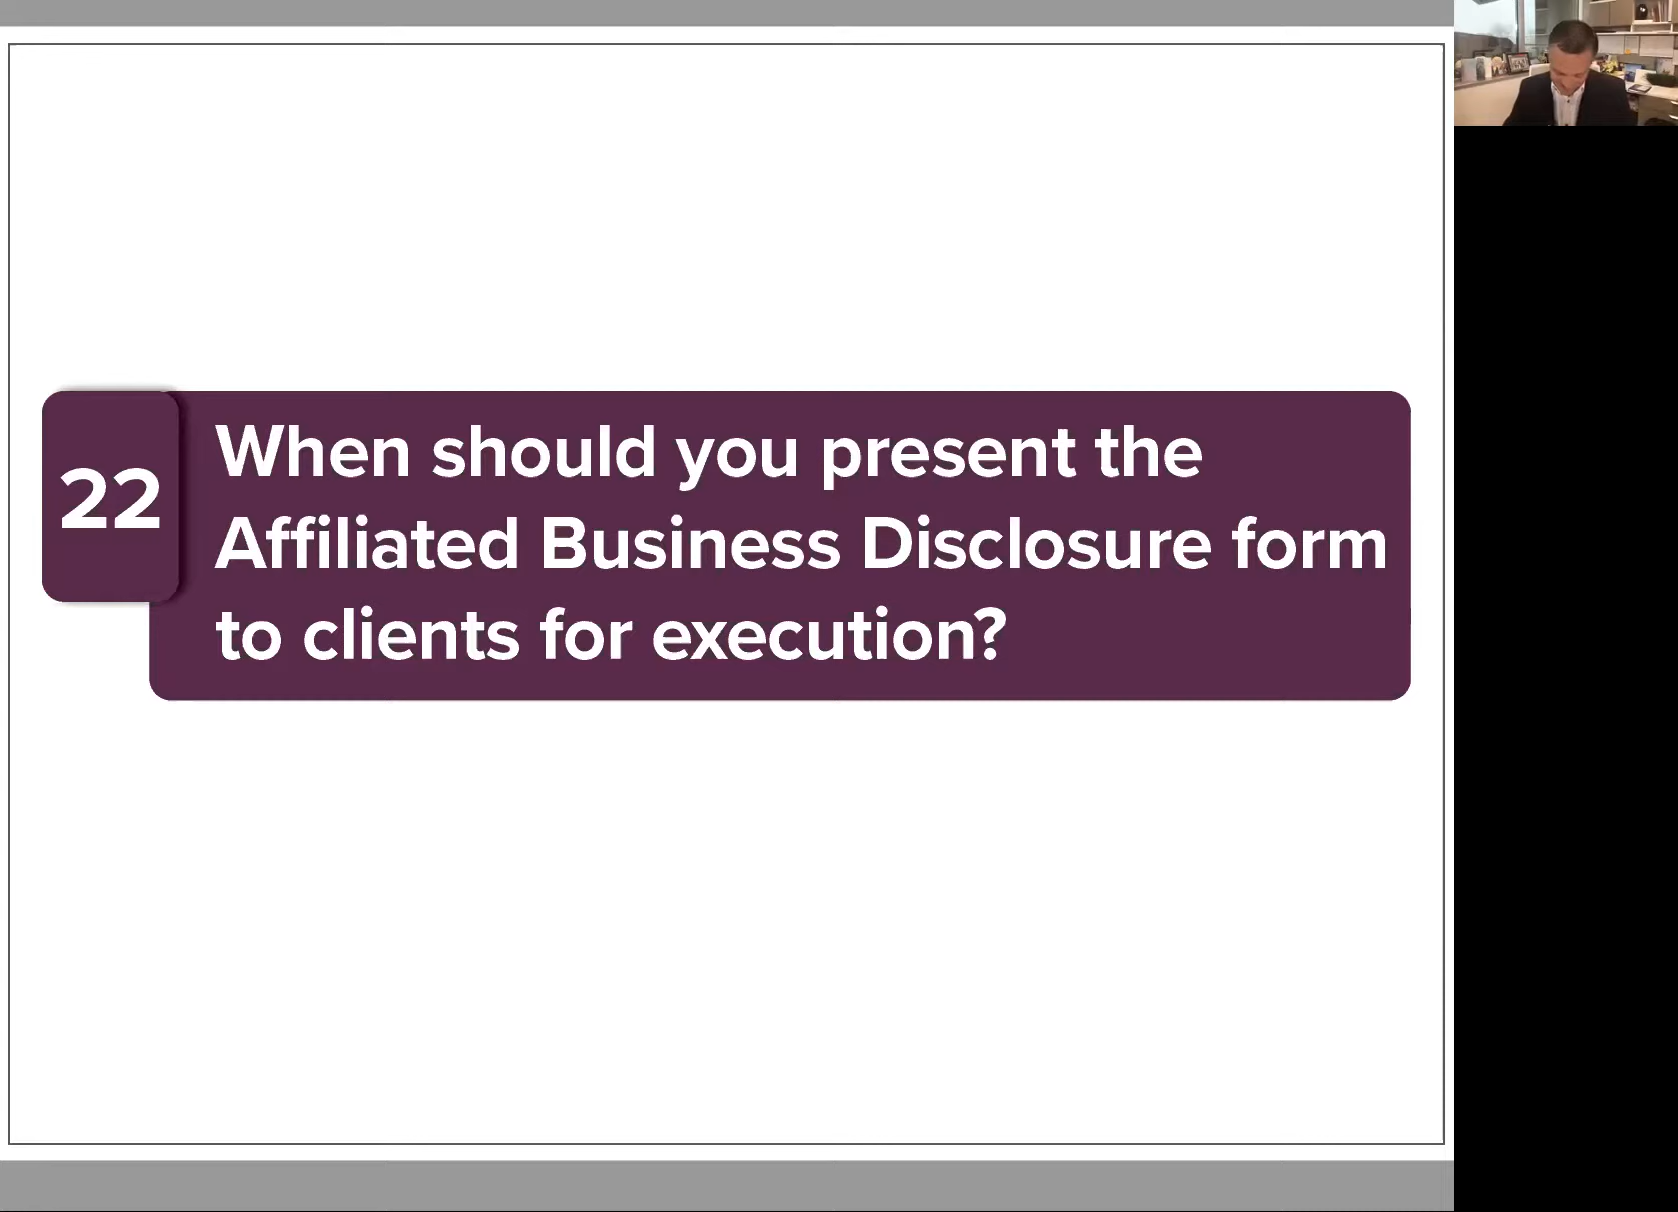 22
When should you present the
Affiliated Business Disclosure form
to clients for execution?